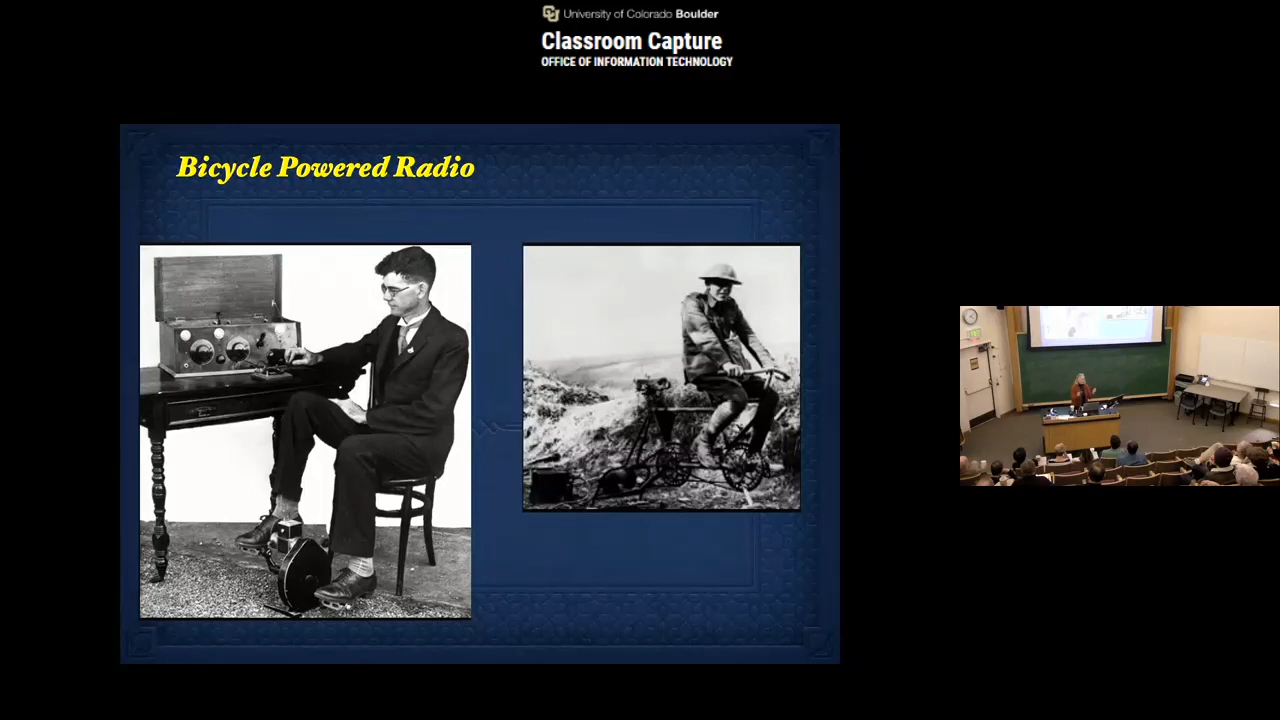 University of Colorado Boulder
Classroom Capture
OFFICE OF INFORMATION TECHNOLOGY
Bicycle Powered Radio